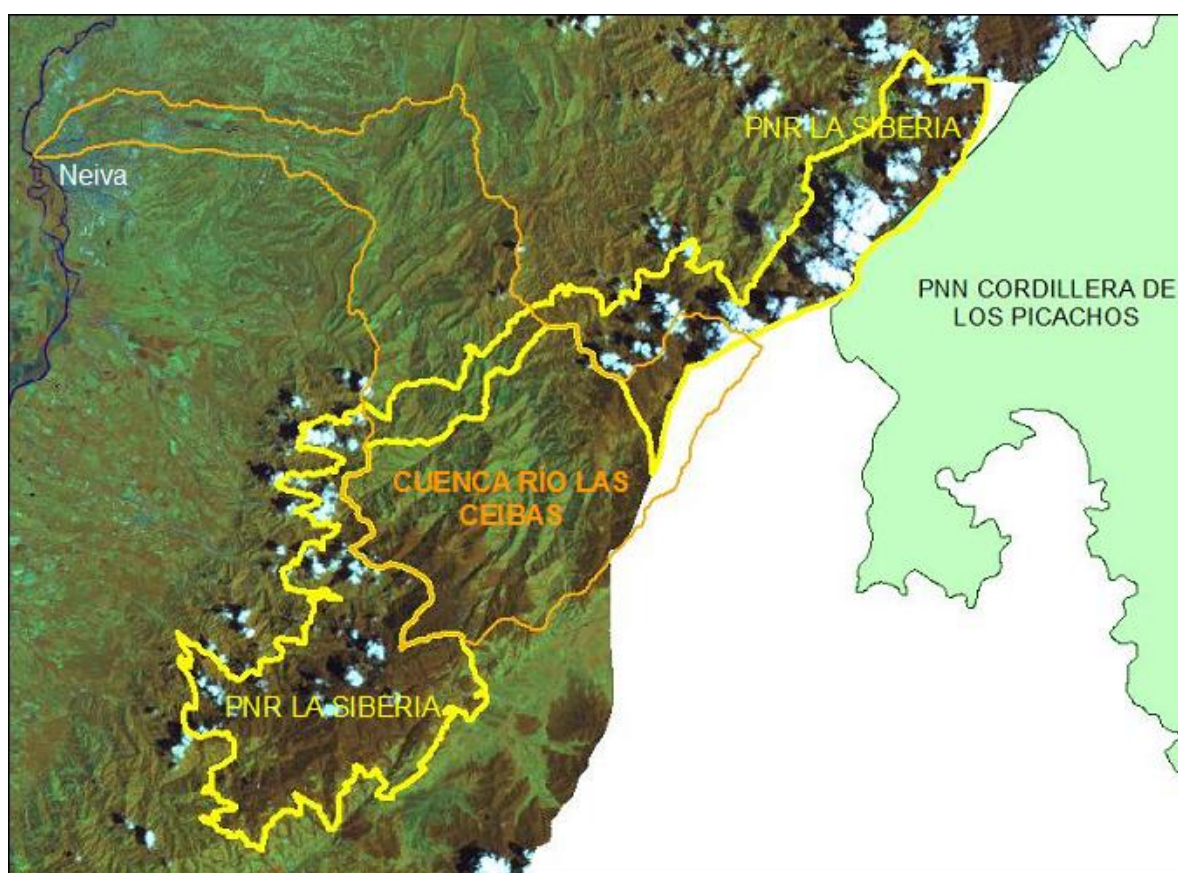 PNR LA SIBERIA
Neiva
PNN CORDILLERA DE
LOS PICACHOS
CUENCA RÍO LAS
CEIBAS
PNR LA SIBERIA